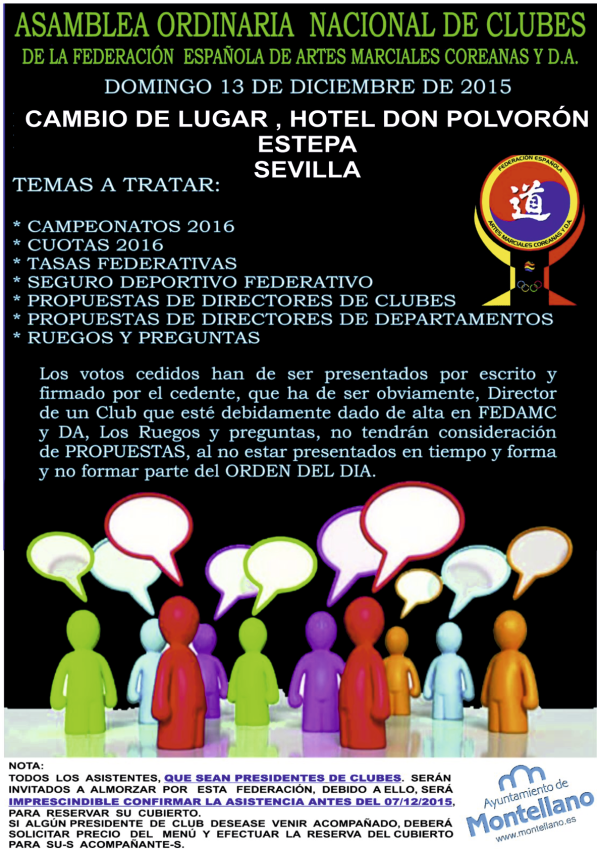 ASAMBLEA ORDINARIA NACIONAL DE CLUBES
DE LA FEDERACIÓN ESPAÑOLA DE ARTES MARCIALES COREANAS Y D.A.
DOMINGO 13 DE DICIEMBRE DE 2015
CAMBIO DE LUGAR , HOTEL DON POLVORÓN
ESTEPA
SEVILLA
TEMAS A TRATAR:
* CAMPEONATOS 2016
* CUOTAS 2016
* TASAS FEDERATIVAS
* SEGURO DEPORTIVO FEDERATIVO
* PROPUESTAS DE DIRECTORES DE CLUBES
* PROPUESTAS DE DIRECTORES DE DEPARTAMENTOS
* RUEGOS Y PREGUNTAS
FEDERACIÓN ESPAÑOLA
道
ARTES MARCIALES COREANAS Y D.A
Los votos cedidos han de ser presentados por escrito y
firmado por el cedente, que ha de ser obviamente, Director
de un Club que esté debidamente dado de alta en FEDAMC
y DA, Los Ruegos y preguntas, no tendrán consideración
de PROPUESTAS, al no estar presentados en tiempo y forma
y no formar parte del ORDEN DEL DIA.
NOTA:
TODOS LOS ASISTENTES, QUE SEAN PRESIDENTES DE CLUBES. SERÁN
INVITADOS A ALMORZAR POR ESTA FEDERACIÓN, DEBIDO A ELLO, SERÁ
IMPRESCINDIBLE CONFIRMAR LA ASISTENCIA ANTES DEL 07/12/2015,
PARA RESERVAR SU CUBIERTO.
SI ALGÚN PRESIDENTE DE CLUB DESEASE VENIR ACOMPAÑADO, DEBERÁ
SOLICITAR PRECIO DEL MENÚ Y EFECTUAR LA RESERVA DEL CUBIERTO
PARA SU-S ACOMPAÑANTE-S.
Ayuntamiento de
Montellano
www.montellano.es